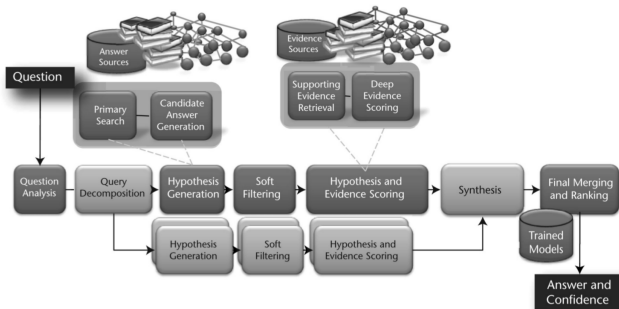 Answer
Sources
Evidence
Sources
Question
Primary
Search
Candidate
Answer
Generation
Supporting
Evidence
Retrieval
Deep
Evidence
Scoring
Question
Analysis
Query
Decomposition
Hypothesis
Generation
Soft
Filtering
Hypothesis and
Evidence Scoring
Synthesis
Final Merging
and Ranking
Trained
Models
Hypothesis
Generation
Soft
Filtering
Hypothesis and
Evidence Scoring
Answer and
Confidence